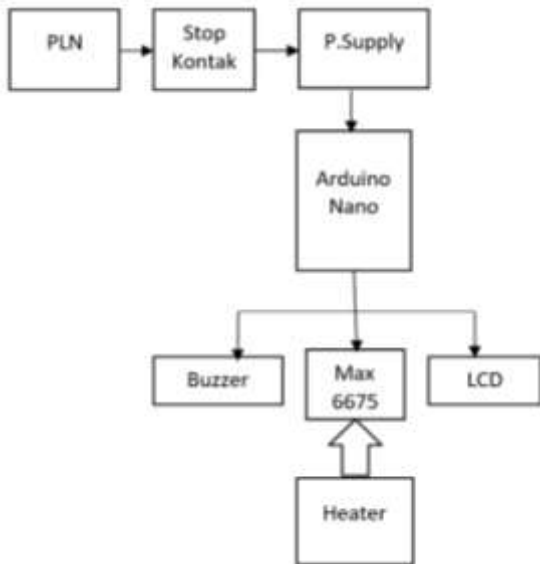 PLN
Stop
Kontak
P.Supply
Arduino
Nano
Buzzer
Max
6675
LCD
Heater